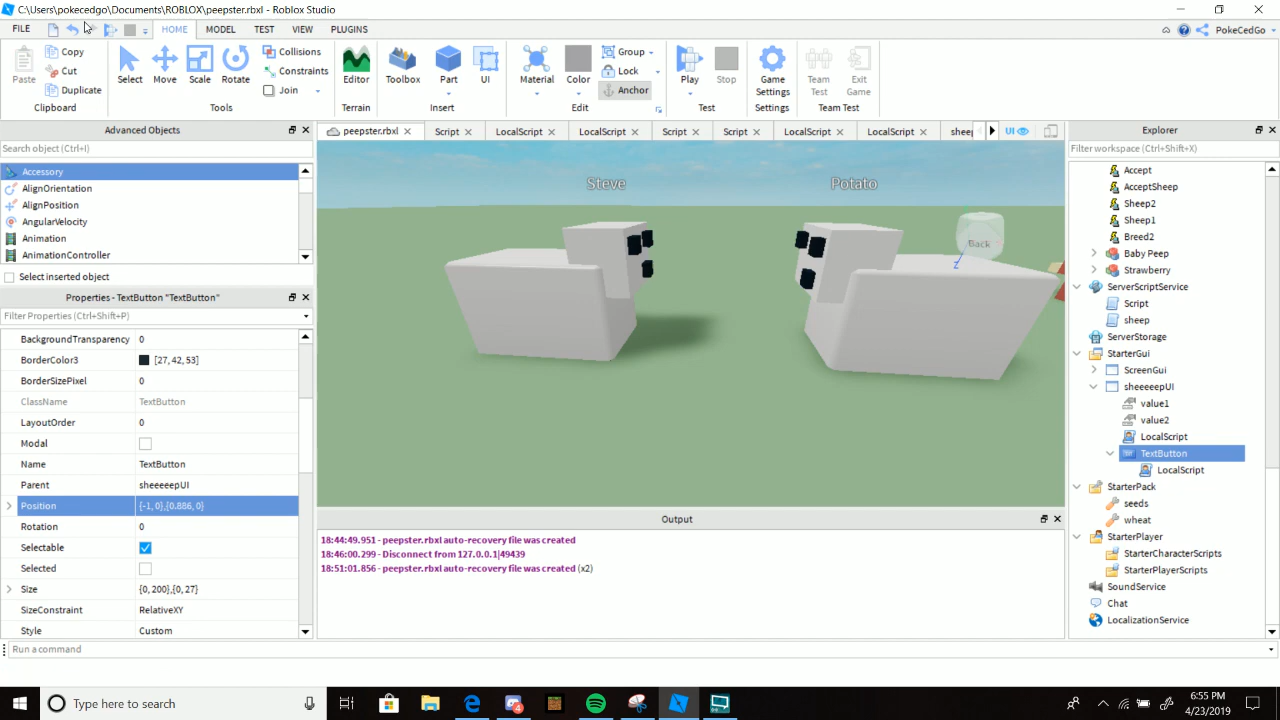 C:\Users\pokecedgo\Documents\ROBLOX\peepster.rbxl - Roblox Studio
FILE HOME MODEL TEST VIEW PLUGINS PokeCedGo
Paste Copy Cut Duplicate Clipboard
Select Move Scale Rotate Collisions Constraints Join Tools
Editor Terrain
Toolbox Part UI Insert
Material Color Group Lock Anchor Edit
Play Stop Test
Game Settings Settings
Team Test Exit Game Team Test
Advanced Objects
Search object (Ctrl+I)
Accessory
AlignOrientation
AlignPosition
AngularVelocity
Animation
AnimationController
Select inserted object
Properties - TextButton "TextButton"
Filter Properties (Ctrl+Shift+P)
BackgroundTransparency 0
BorderColor3 [27, 42, 53]
BorderSizePixel 0
ClassName TextButton
LayoutOrder 0
Modal
Name TextButton
Parent sheeeeepUI
Position {-1, 0},{0.886, 0}
Rotation 0
Selectable
Selected
Size {0, 200},{0, 27}
SizeConstraint RelativeXY
Style Custom
peepster.rbxl Script LocalScript LocalScript Script Script LocalScript LocalScript sheep UI
Steve Potato
Back
Z
Output
18:44:49.951 - peepster.rbxl auto-recovery file was created
18:46:00.299 - Disconnect from 127.0.0.1|49439
18:51:01.856 - peepster.rbxl auto-recovery file was created (x2)
Explorer
Filter workspace (Ctrl+Shift+X)
Accept
AcceptSheep
Sheep2
Sheep1
Breed2
Baby Peep
Strawberry
ServerScriptService
Script
sheep
ServerStorage
StarterGui
ScreenGui
sheeeeepUI
value1
value2
LocalScript
TextButton
LocalScript
StarterPack
seeds
wheat
StarterPlayer
StarterCharacterScripts
StarterPlayerScripts
SoundService
Chat
LocalizationService
Run a command
Type here to search
6:55 PM
4/23/2019